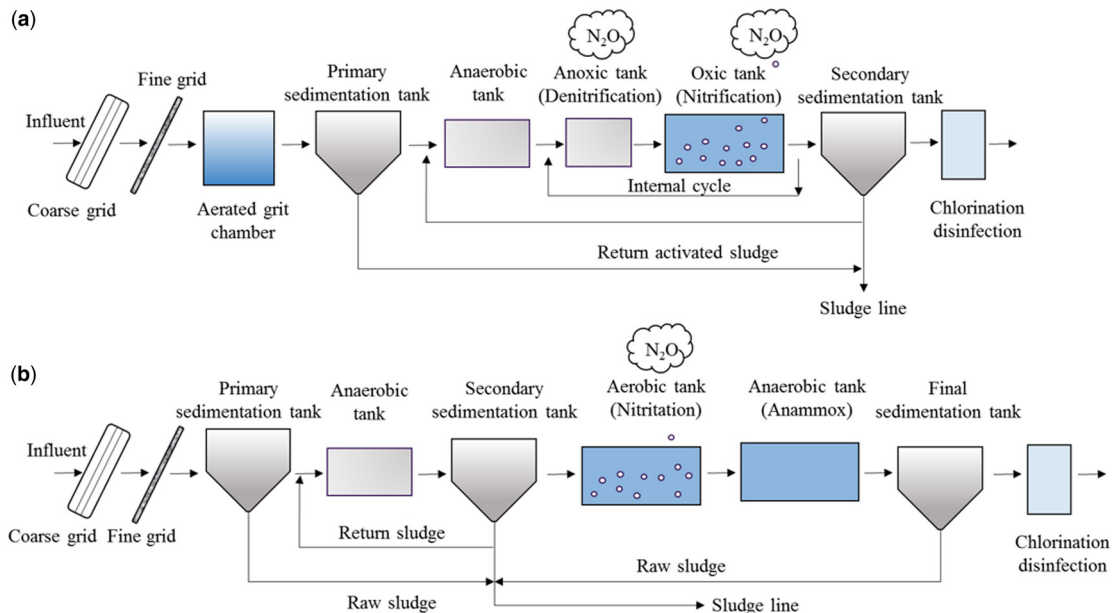 (a)
N₂O
N₂O
Fine grid
Primary
sedimentation tank
Anaerobic
tank
Anoxic tank
(Denitrification)
Oxic tank
(Nitrification)
Secondary
sedimentation tank
Influent
Internal cycle
Coarse grid
Aerated grit
chamber
Chlorination
disinfection
Return activated sludge
Sludge line
(b)
N₂O
Primary
sedimentation tank
Anaerobic
tank
Secondary
sedimentation tank
Aerobic tank
(Nitritation)
Anaerobic tank
(Anammox)
Final
sedimentation tank
Influent
Coarse grid
Fine grid
Return sludge
Chlorination
disinfection
Raw sludge
Raw sludge
Sludge line